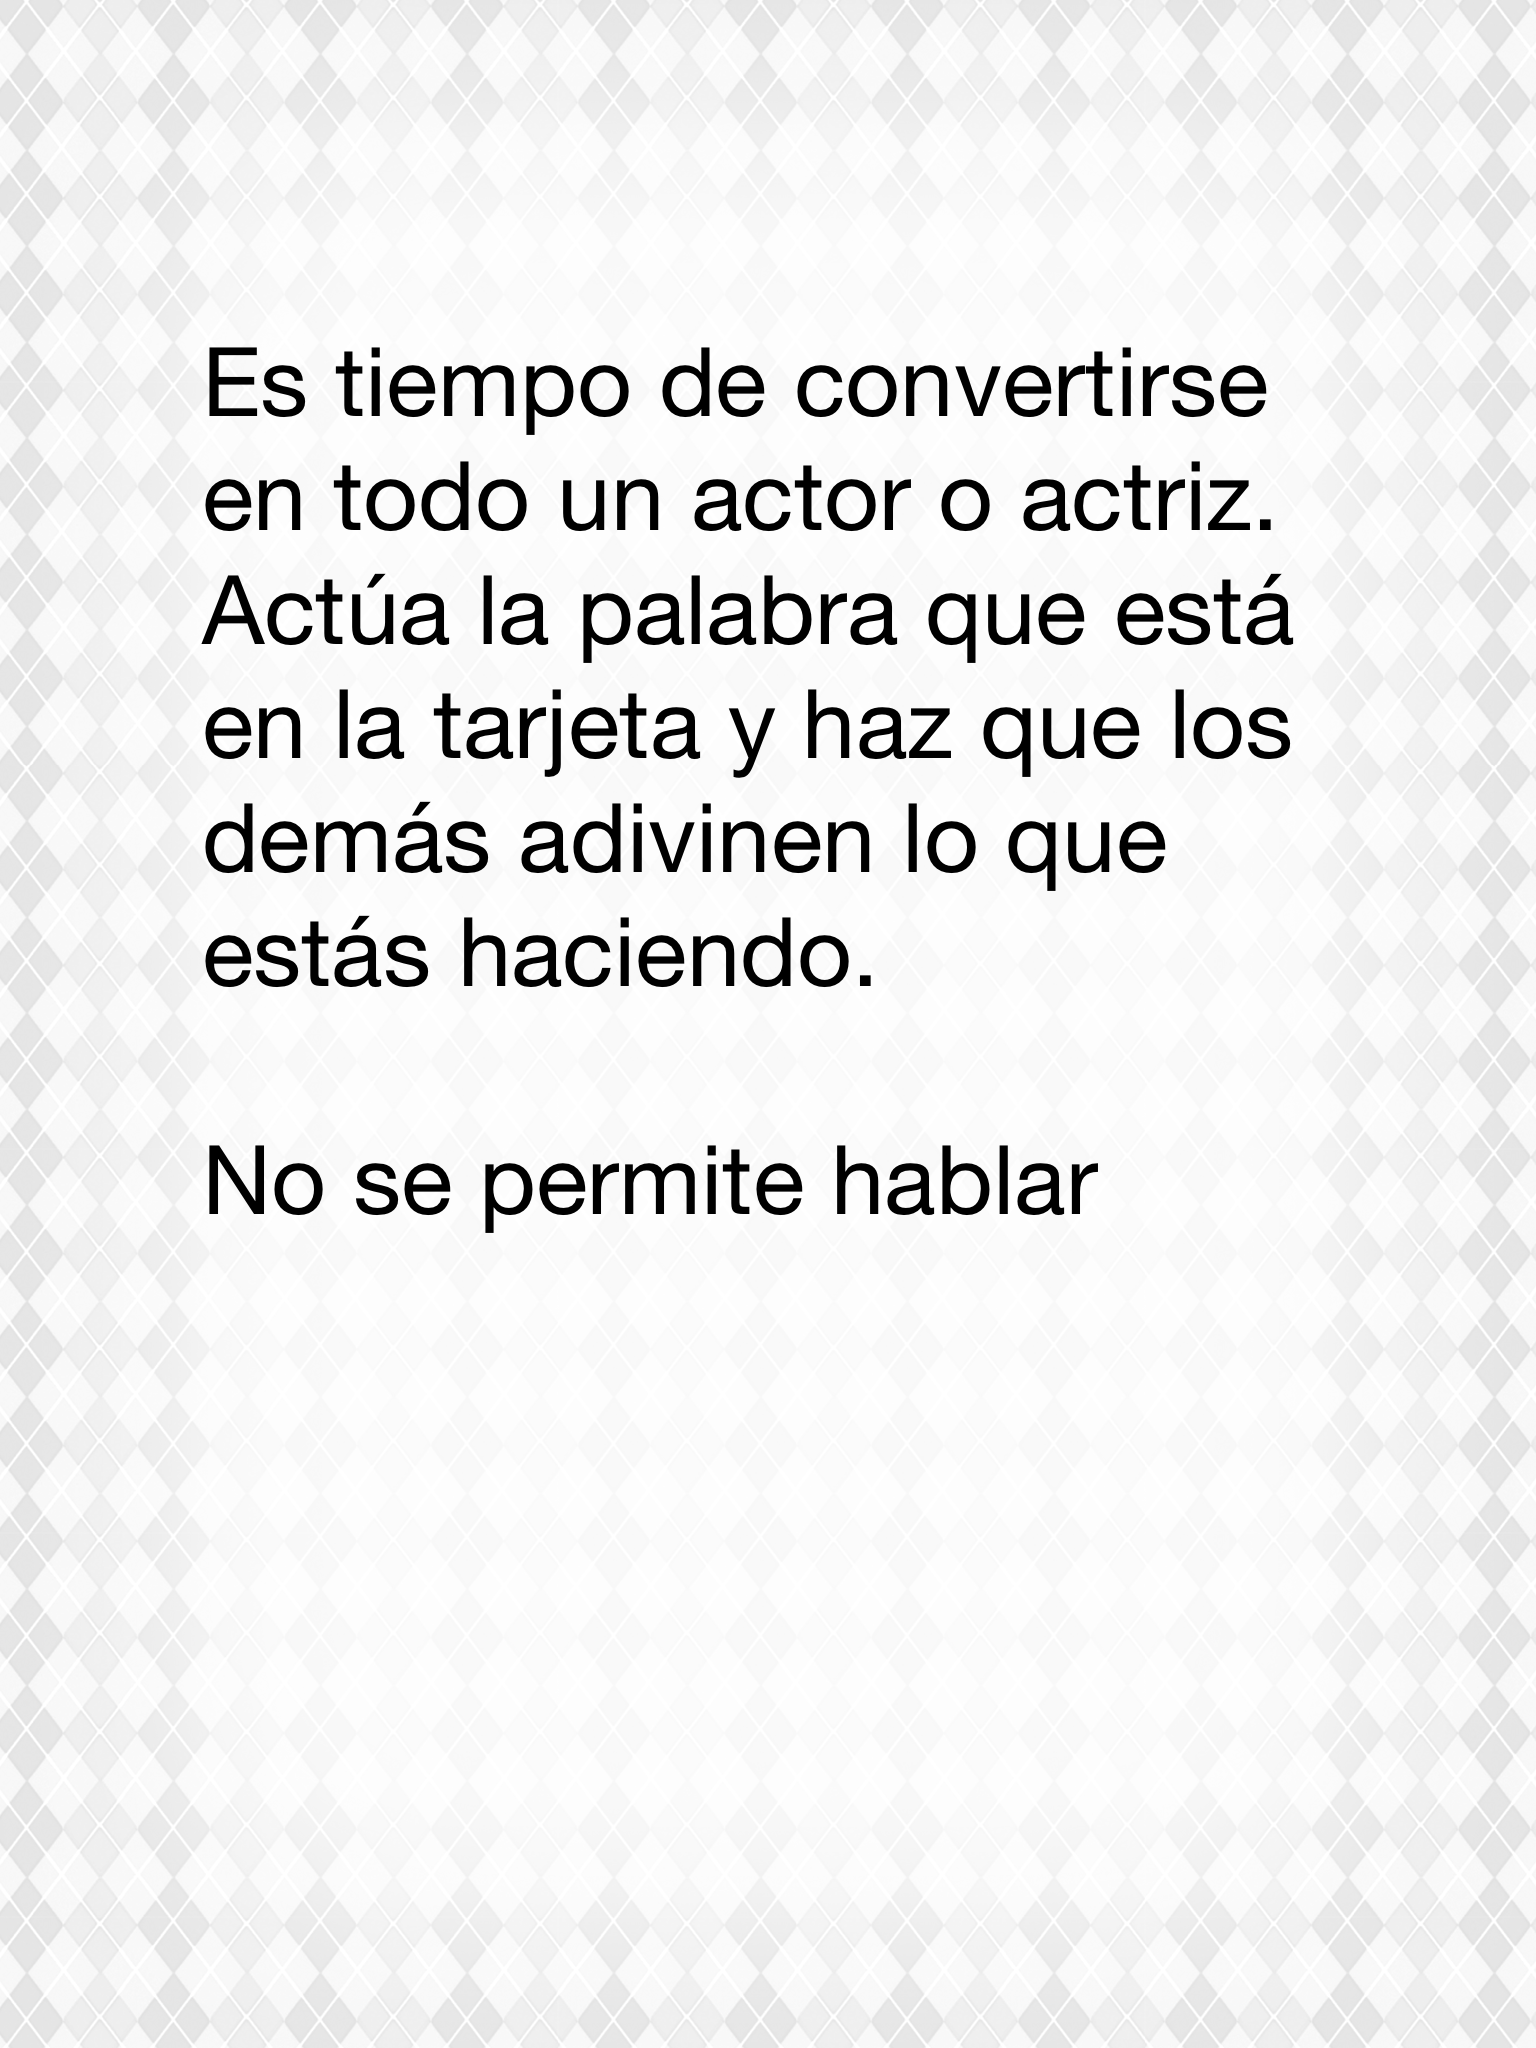 Es tiempo de convertirse
en todo un actor o actriz.
Actúa la palabra que está
en la tarjeta y haz que los
demás adivinen lo que
estás haciendo.
No se permite hablar